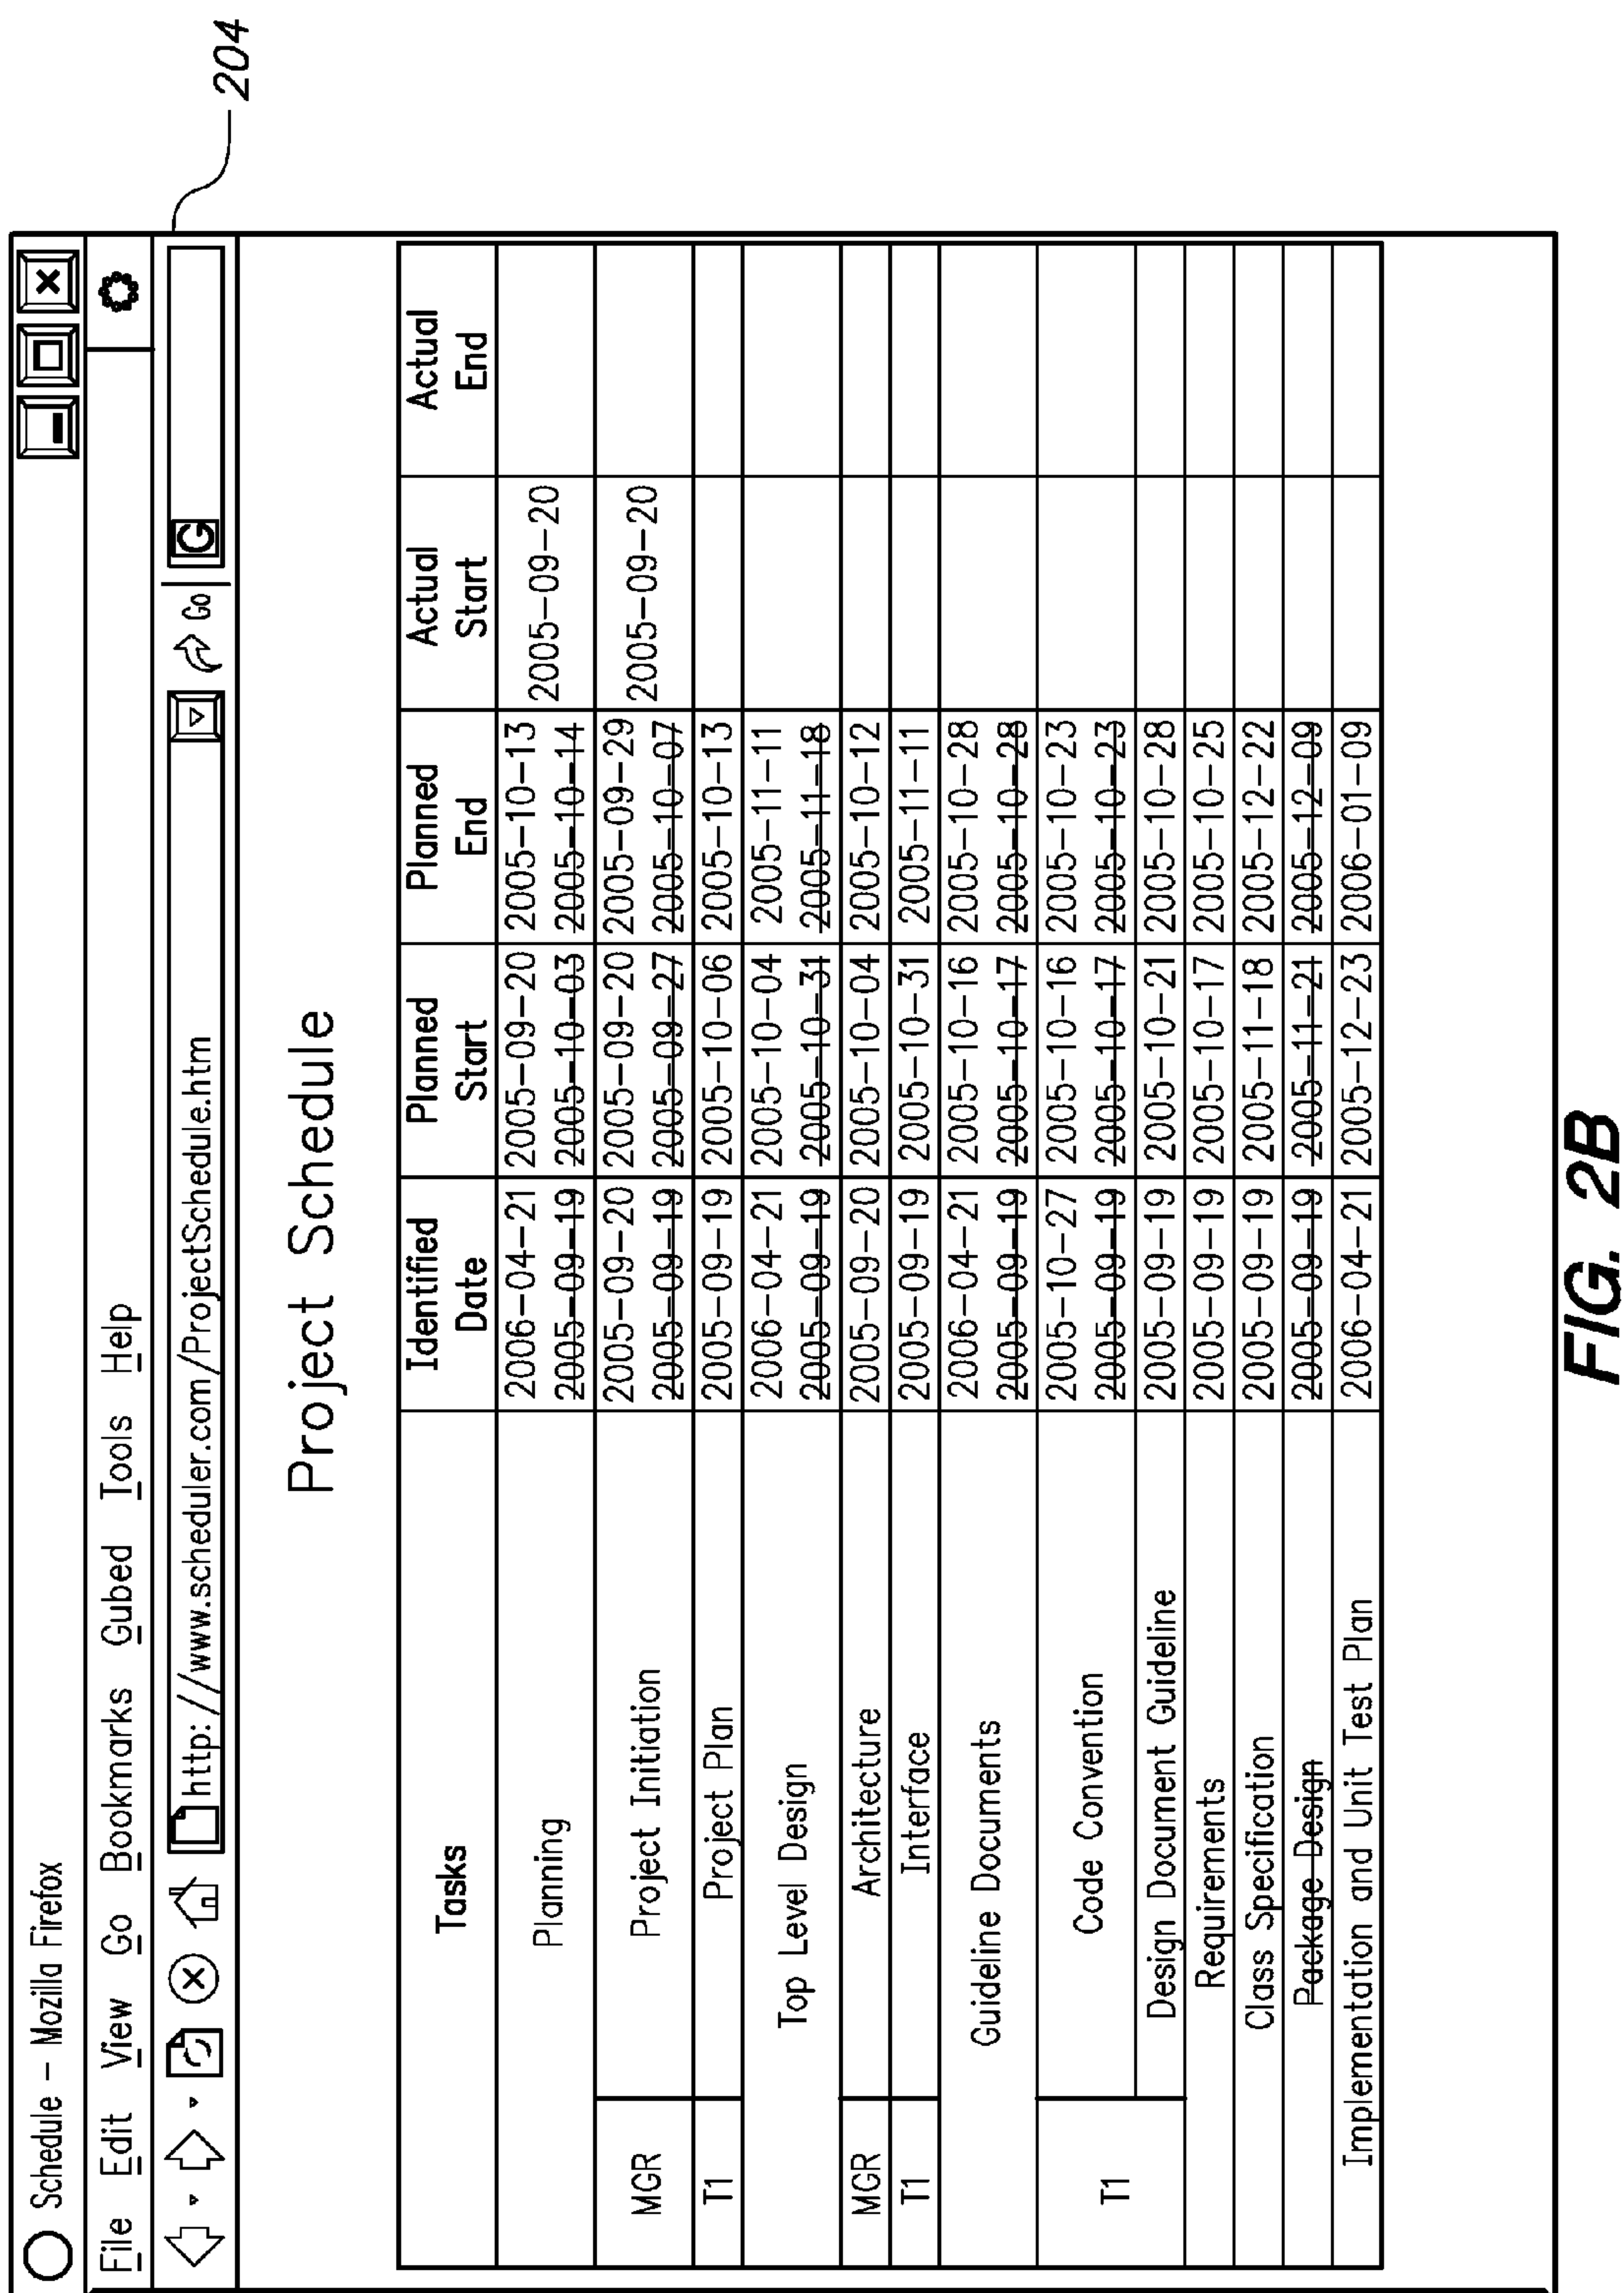 204
Schedule – Mozilla Firefox
File Edit View Go Bookmarks Gubed Tools Help
http://www.scheduler.com/ProjectSchedule.htm Go G
Project Schedule
Tasks Identified Date Planned Start Planned End Actual Start Actual End
Planning 2006-04-21 2005-09-20 2005-10-13 2005-09-20
2005-09-19 2005-10-03 2005-10-14
MGR Project Initiation 2005-09-20 2005-09-20 2005-09-29 2005-09-20
2005-09-19 2005-09-27 2005-10-07
T1 Project Plan 2005-09-19 2005-10-06 2005-10-13
Top Level Design 2006-04-21 2005-10-04 2005-11-11
2005-09-19 2005-10-31 2005-11-18
MGR Architecture 2005-09-20 2005-10-04 2005-10-12
T1 Interface 2005-09-19 2005-10-31 2005-11-11
Guideline Documents 2006-04-21 2005-10-16 2005-10-28
2005-09-19 2005-10-17 2005-10-28
T1 Code Convention 2005-10-27 2005-10-16 2005-10-23
2005-09-19 2005-10-17 2005-10-23
Design Document Guideline 2005-09-19 2005-10-21 2005-10-28
Requirements 2005-09-19 2005-10-17 2005-10-25
Class Specification 2005-09-19 2005-11-18 2005-12-22
Package Design 2005-09-19 2005-11-21 2005-12-09
Implementation and Unit Test Plan 2006-04-21 2005-12-23 2006-01-09
FIG. 2B